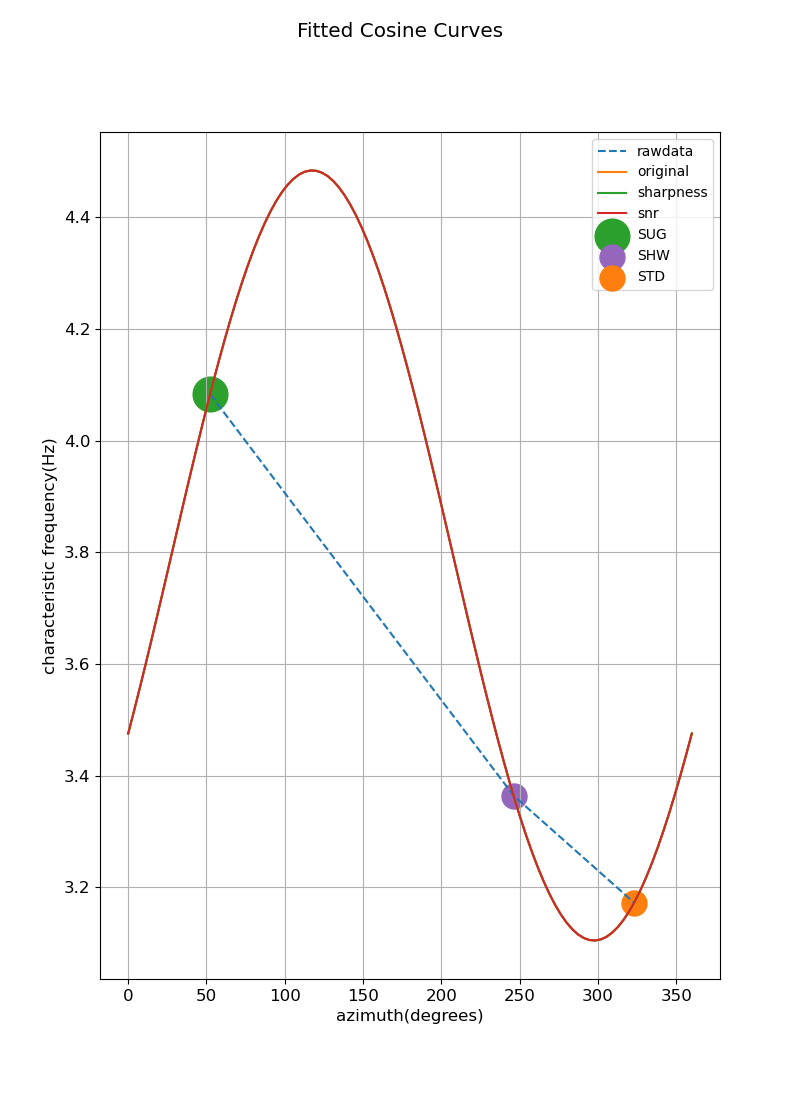 Fitted Cosine Curves
rawdata
original
sharpness
snr
SUG
SHW
STD
characteristic frequency(Hz)
4.4
4.2
4.0
3.8
3.6
3.4
3.2
0 50 100 150 200 250 300 350
azimuth(degrees)